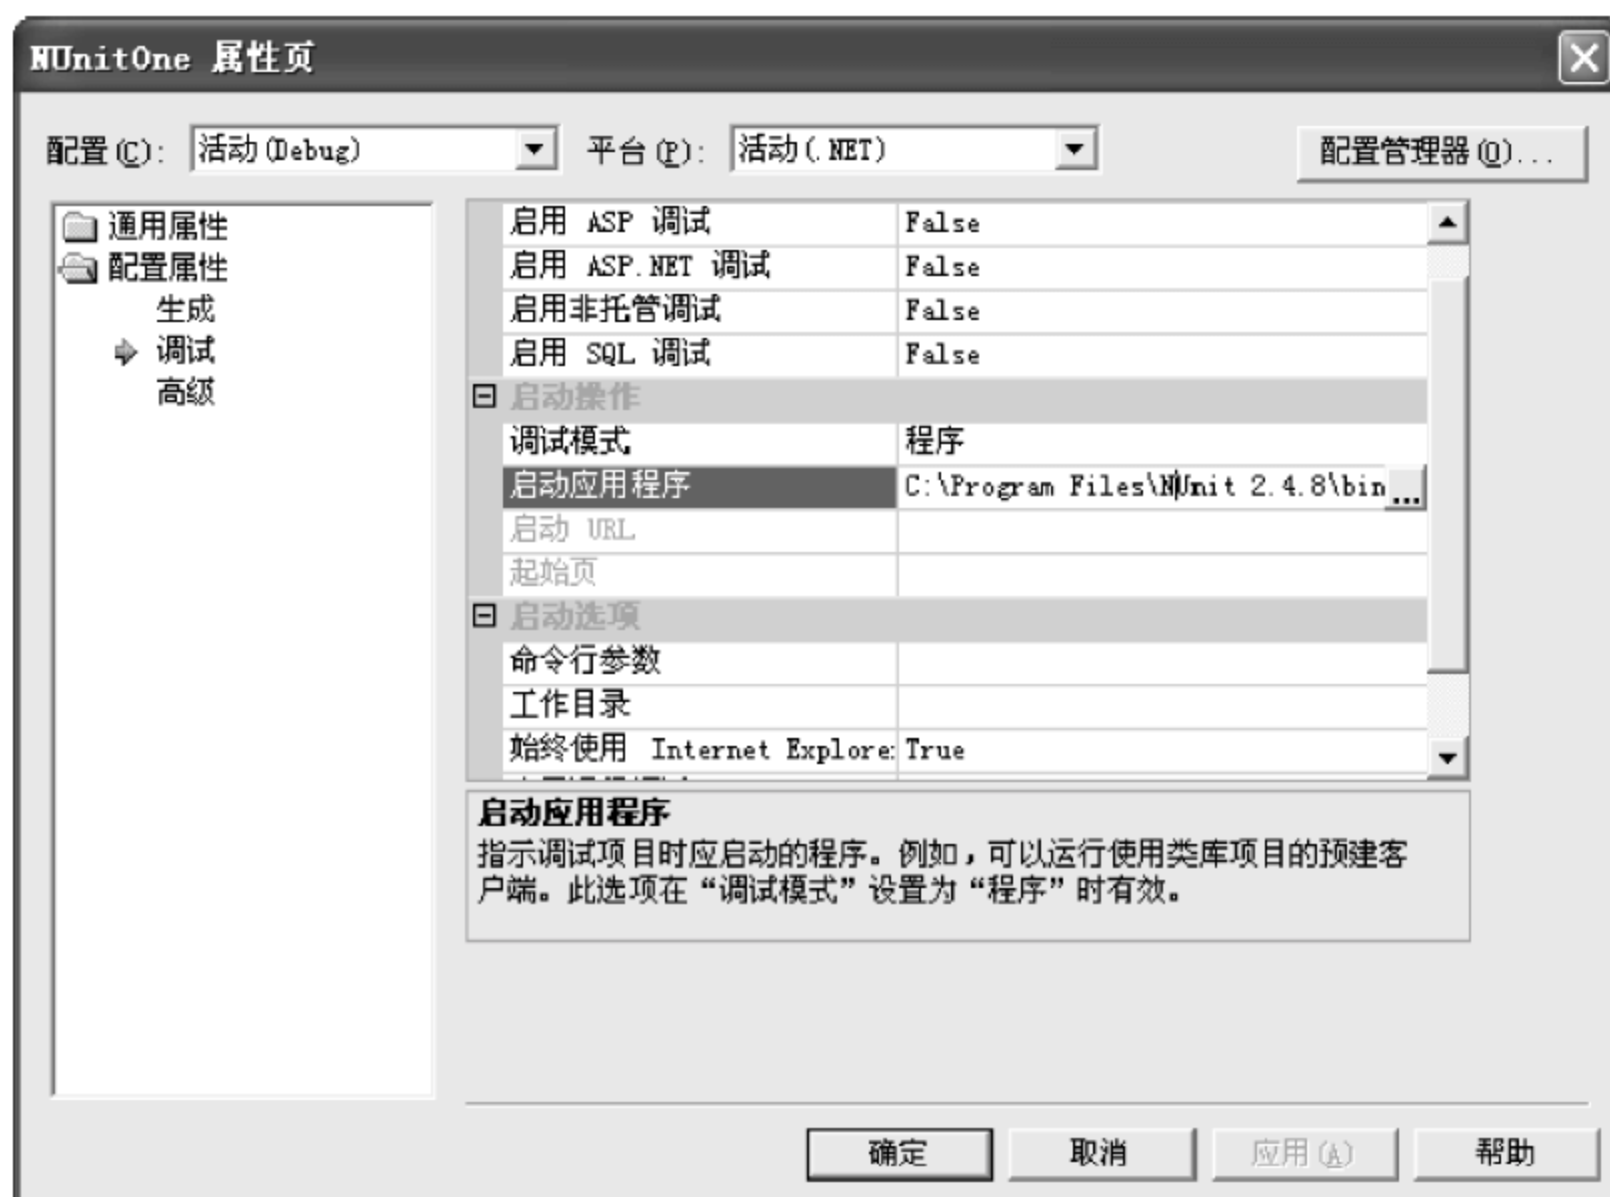 NUnitOne 属性页
配置(C): 活动(Debug) 平台(P): 活动(.NET) 配置管理器(O)...
通用属性
配置属性
生成
调试
高级
启用 ASP 调试 False
启用 ASP.NET 调试 False
启用非托管调试 False
启用 SQL 调试 False
启动操作
调试模式 程序
启动应用程序 C:\Program Files\NUnit 2.4.8\bin ...
启动 URL
起始页
启动选项
命令行参数
工作目录
始终使用 Internet Explore True
启动应用程序
指示调试项目时应启动的程序。例如，可以运行使用类库项目的预建客
户端。此选项在“调试模式”设置为“程序”时有效。
确定 取消 应用(A) 帮助